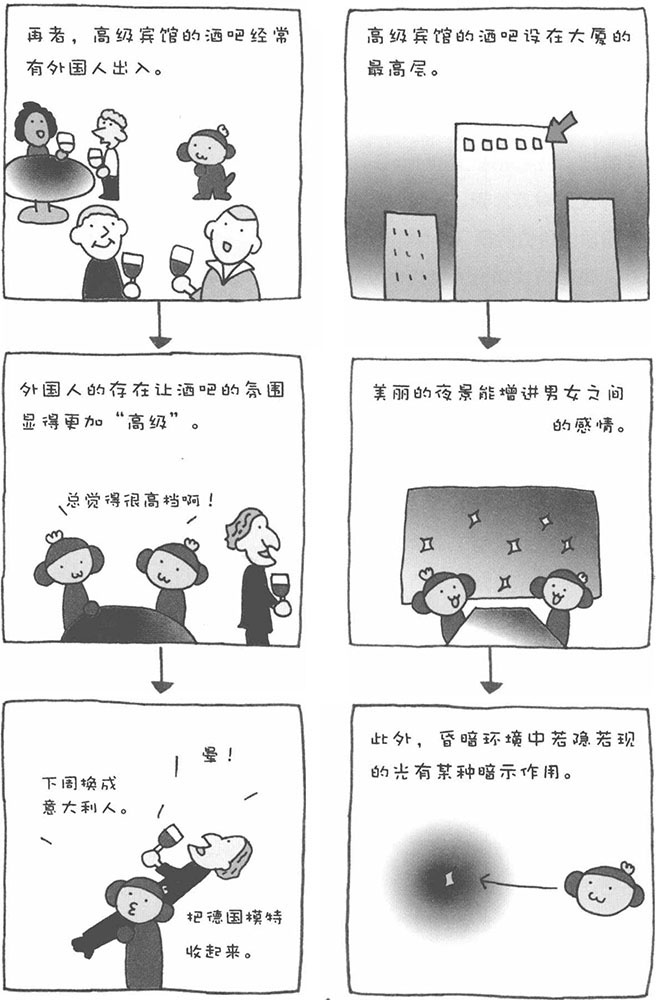 再者，高级宾馆的酒吧经常
有外国人出入。
外国人的存在让酒吧的氛围
显得更加“高级”。
总觉得很高档啊！
晕！
下周换成
意大利人。
把德国模特
收起来。
高级宾馆的酒吧设在大厦的
最高层。
美丽的夜景能增进男女之间
的感情。
此外，昏暗环境中若隐若现
的光有某种暗示作用。